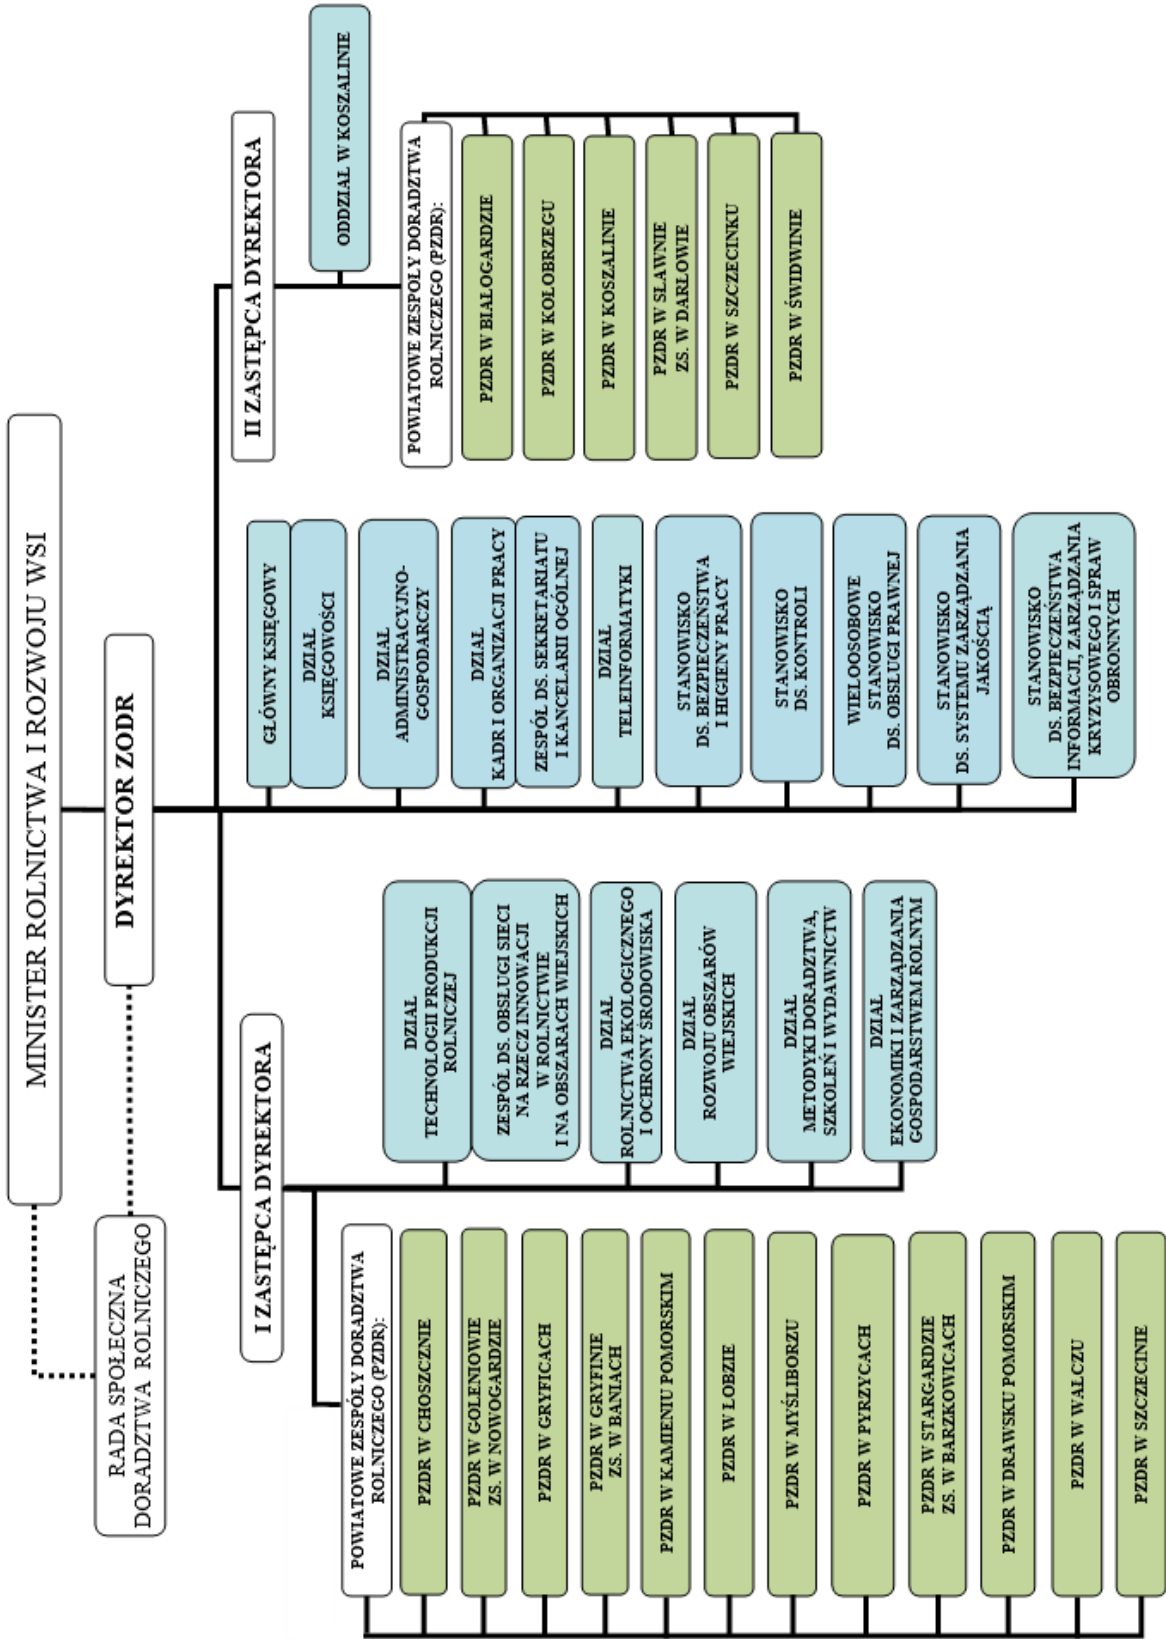 MINISTER ROLNICTWA I ROZWOJU WSI
RADA SPOŁECZNA
DORADZTWA ROLNICZEGO
DYREKTOR ZODR
I ZASTĘPCA DYREKTORA
POWIATOWE ZESPÓŁY DORADZTWA
ROLNICZEGO (PZDR):
PZDR W CHOSZCZNIE
PZDR W GOLENIOWIE
ZS. W NOWOGARDZIE
PZDR W GRYFICACH
PZDR W GRYFINIE
ZS. W BANIACH
PZDR W KAMIENIU POMORSKIM
PZDR W ŁOBZIE
PZDR W MYŚLIBORZU
PZDR W PYRZYCACH
PZDR W STARGARDZIE
ZS. W BARZKOWICACH
PZDR W DRAWSKU POMORSKIM
PZDR W WAŁCZU
PZDR W SZCZECINIE
DZIAŁ
TECHNOLOGII PRODUKCJI
ROLNICZEJ
ZESPÓŁ DS. OBSŁUGI SIECI
NA RZECZ INNOWACJI
W ROLNICTWIE
I NA OBSZARACH WIEJSKICH
DZIAŁ
ROLNICTWA EKOLOGICZNEGO
I OCHRONY ŚRODOWISKA
DZIAŁ
ROZWOJU OBSZARÓW
WIEJSKICH
DZIAŁ
METODYKI DORADZTWA,
SZKOLEŃ I WYDAWNICTW
DZIAŁ
EKONOMIKI I ZARZĄDZANIA
GOSPODARSTWEM ROLNYM
GŁÓWNY KSIĘGOWY
DZIAŁ
KSIĘGOWOŚCI
DZIAŁ
ADMINISTRACYJNO-
GOSPODARCZY
DZIAŁ
KADR I ORGANIZACJI PRACY
ZESPÓŁ DS. SEKRETARIATU
I KANCELARII OGÓLNEJ
DZIAŁ
TELEINFORMATYKI
STANOWISKO
DS. BEZPIECZEŃSTWA
I HIGIENY PRACY
STANOWISKO
DS. KONTROLI
WIELOOSOBOWE
STANOWISKO
DS. OBSŁUGI PRAWNEJ
STANOWISKO
DS. SYSTEMU ZARZĄDZANIA
JAKOŚCIĄ
STANOWISKO
DS. BEZPIECZEŃSTWA
INFORMACJI, ZARZĄDZANIA
KRYZYSOWEGO I SPRAW
OBRONNYCH
II ZASTĘPCA DYREKTORA
ODDZIAŁ W KOSZALINIE
POWIATOWE ZESPÓŁY DORADZTWA
ROLNICZEGO (PZDR):
PZDR W BIAŁOGARDZIE
PZDR W KOŁOBRZEGU
PZDR W KOSZALINIE
PZDR W SŁAWNIE
ZS. W DARŁOWIE
PZDR W SZCZECINKU
PZDR W ŚWIDWINIE